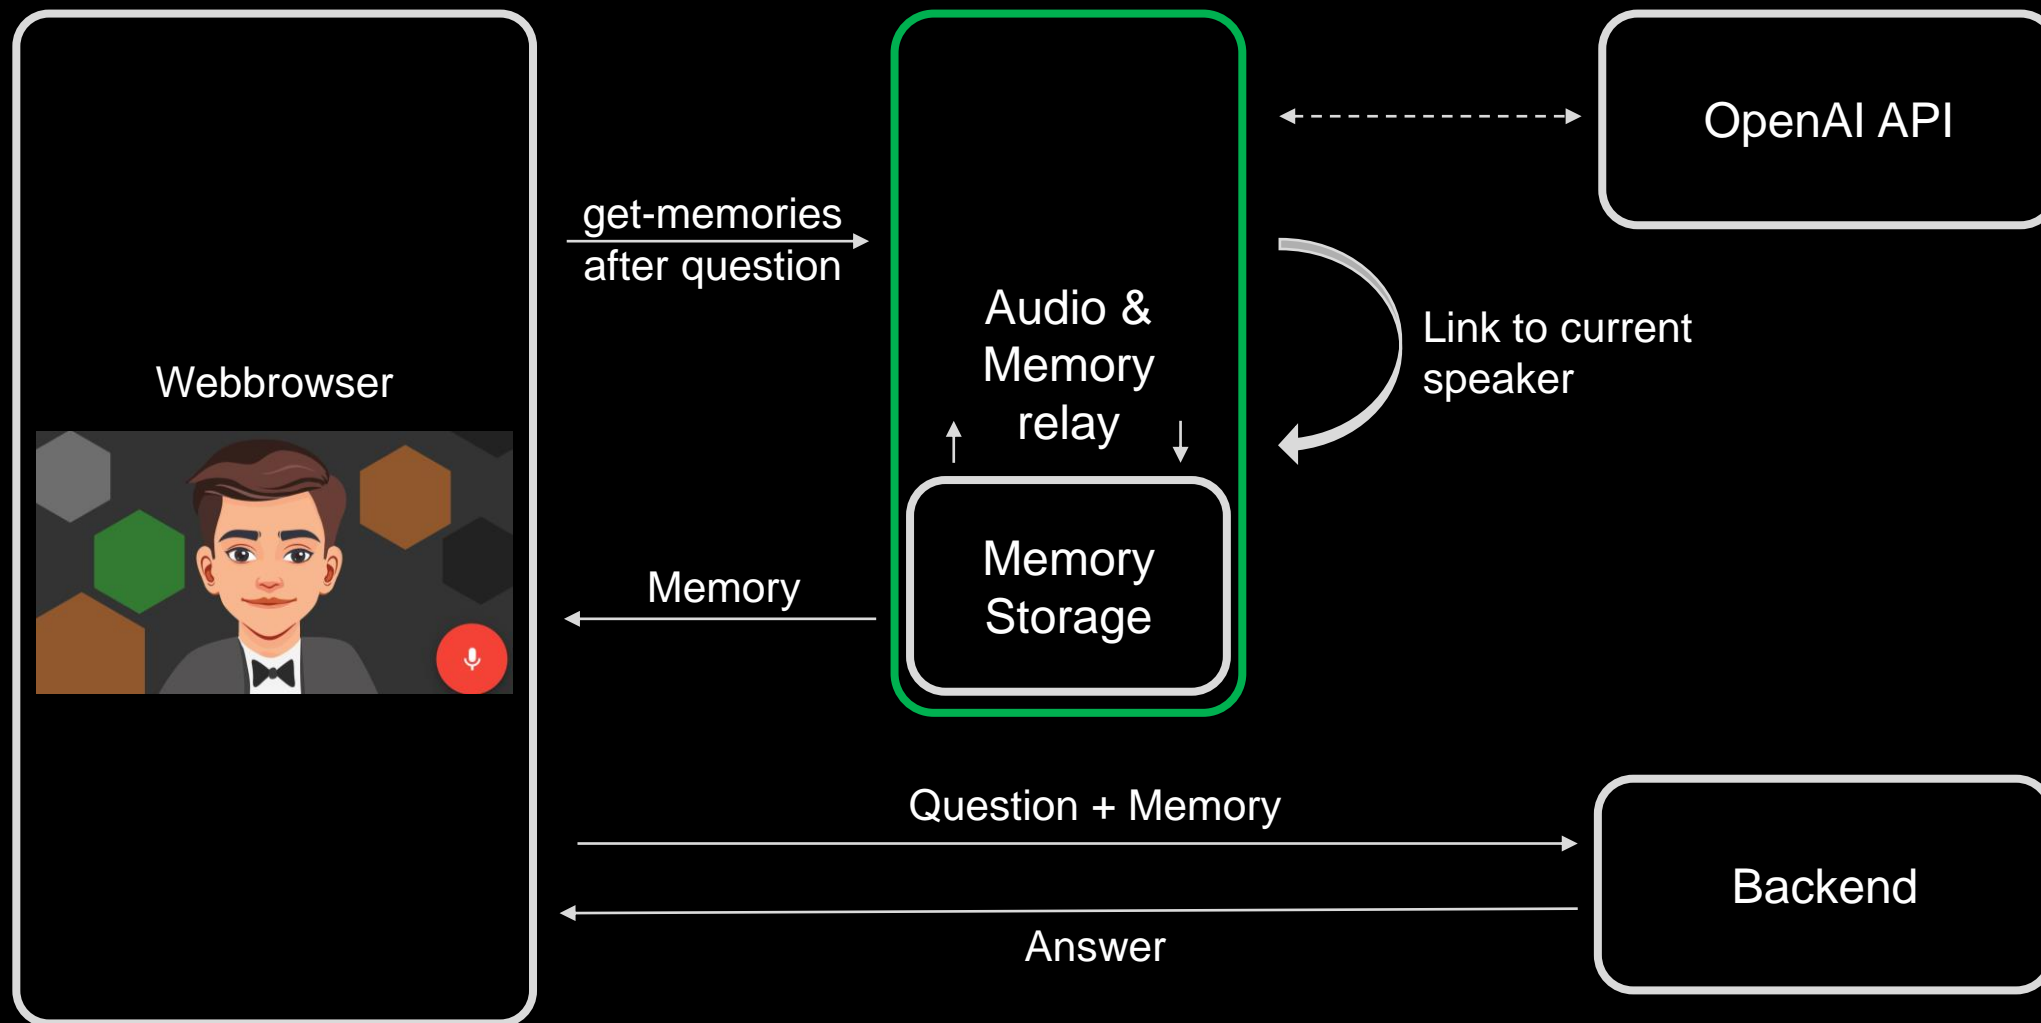 Webbrowser
get-memories
after question
Memory
Audio &
Memory
relay
Memory
Storage
OpenAI API
Link to current
speaker
Question + Memory
Answer
Backend